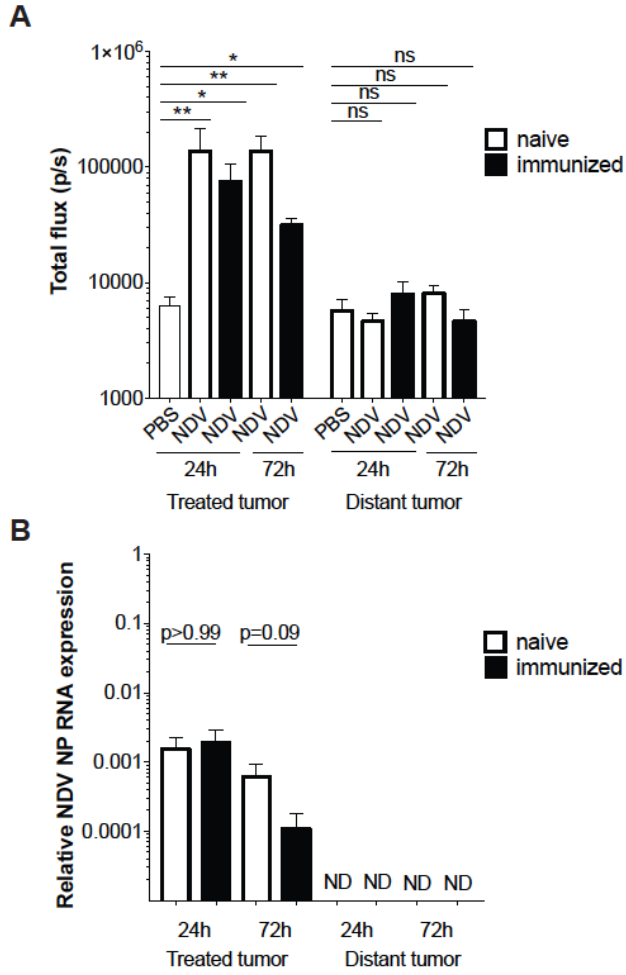 A
Total flux (p/s)
1×10⁶
100000
10000
1000
*
**
*
**
ns
ns
ns
ns
naive
immunized
PBS NDV NDV NDV NDV PBS NDV NDV NDV NDV
24h 72h 24h 72h
Treated tumor Distant tumor
B
Relative NDV NP RNA expression
1
0.1
0.01
0.001
0.0001
p>0.99 p=0.09
naive
immunized
ND ND ND ND
24h 72h 24h 72h
Treated tumor Distant tumor